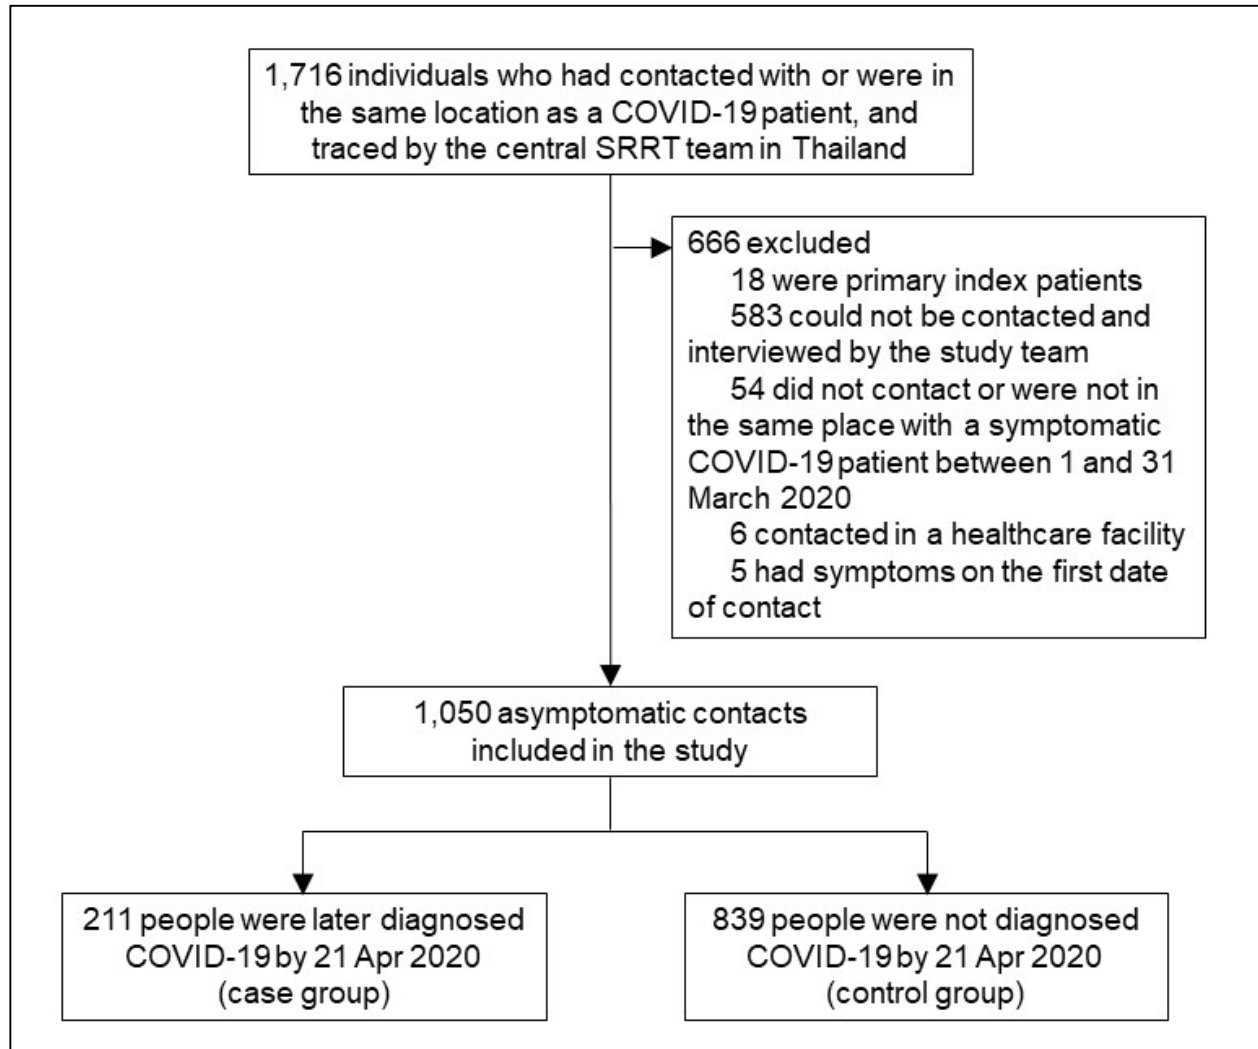 1,716 individuals who had contacted with or were in
the same location as a COVID-19 patient, and
traced by the central SRRT team in Thailand
666 excluded
18 were primary index patients
583 could not be contacted and
interviewed by the study team
54 did not contact or were not in
the same place with a symptomatic
COVID-19 patient between 1 and 31
March 2020
6 contacted in a healthcare facility
5 had symptoms on the first date
of contact
1,050 asymptomatic contacts
included in the study
211 people were later diagnosed
COVID-19 by 21 Apr 2020
(case group)
839 people were not diagnosed
COVID-19 by 21 Apr 2020
(control group)